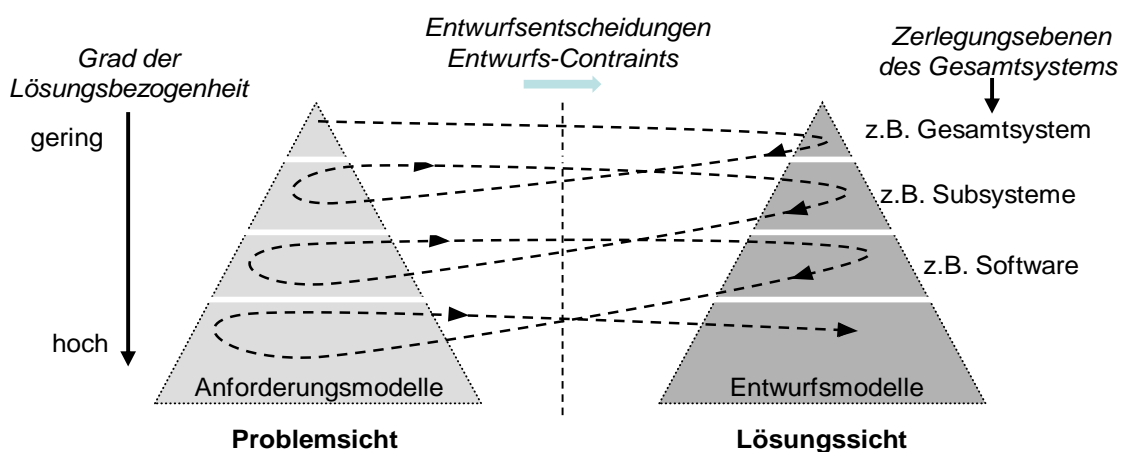 Entwurfsentscheidungen
Entwurfs-Contraints
Grad der
Lösungsbezogenheit
Zerlegungsebenen
des Gesamtsystems
gering
z.B. Gesamtsystem
z.B. Subsysteme
z.B. Software
hoch
Anforderungsmodelle
Entwurfsmodelle
Problemsicht
Lösungssicht